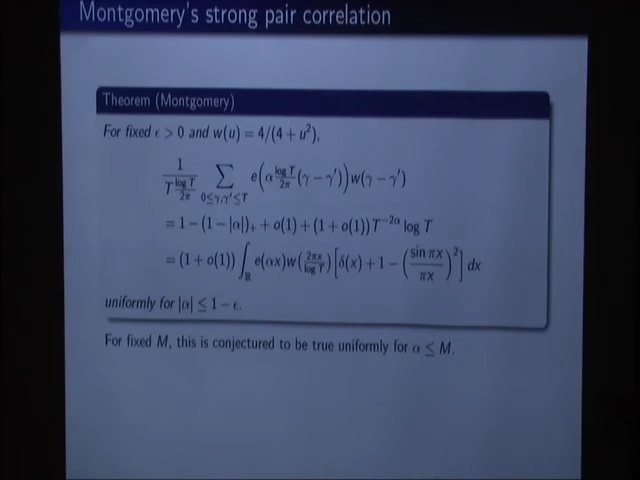 Montgomery's strong pair correlation
Theorem (Montgomery)
For fixed ϵ > 0 and w(u) = 4/(4 + u²),
1/(T (log T)/(2π)) ∑_{0≤γ,γ′≤T} e(α (log T)/(2π) (γ − γ′)) w(γ − γ′)
= 1 − (1 − |α|)₊ + o(1) + (1 + o(1))T^{−2α} log T
= (1 + o(1)) ∫_ℝ e(αx)w((2πx)/(log T)) [δ(x) + 1 − ((sin πx)/(πx))²] dx
uniformly for |α| ≤ 1 − ϵ.
For fixed M, this is conjectured to be true uniformly for α ≤ M.